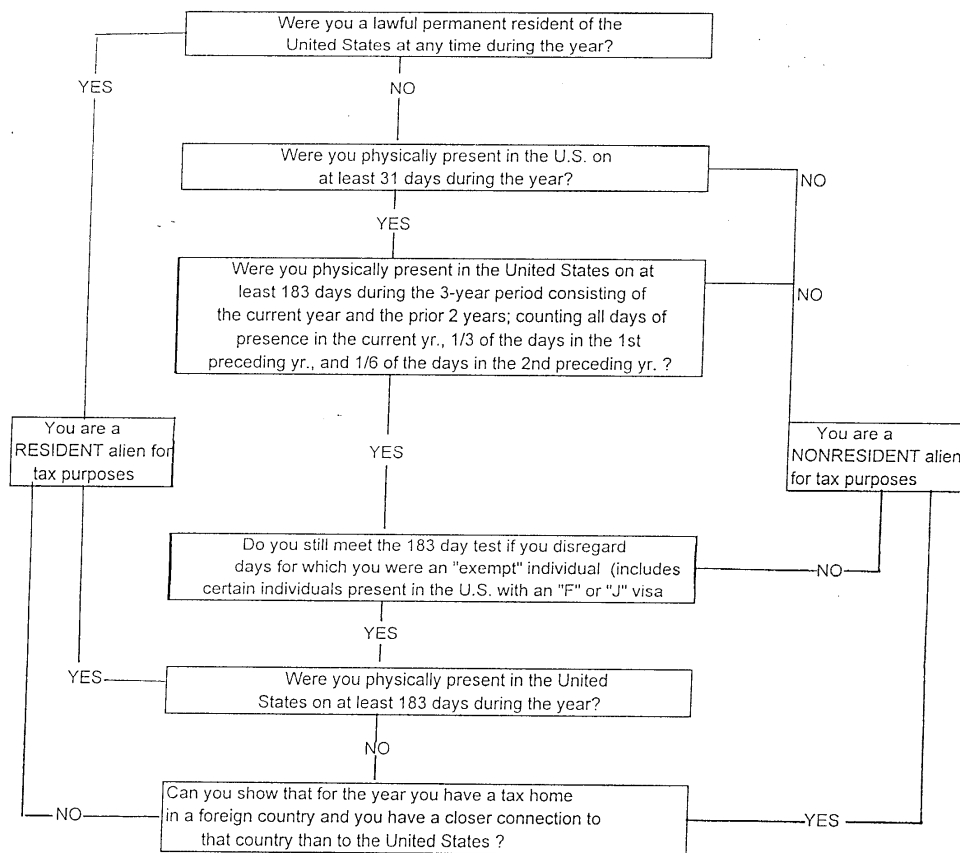 Were you a lawful permanent resident of the
United States at any time during the year?
YES
NO
Were you physically present in the U.S. on
at least 31 days during the year?
NO
YES
Were you physically present in the United States on at
least 183 days during the 3-year period consisting of
the current year and the prior 2 years; counting all days of
presence in the current yr., 1/3 of the days in the 1st
preceding yr., and 1/6 of the days in the 2nd preceding yr. ?
NO
You are a
RESIDENT alien for
tax purposes
YES
You are a
NONRESIDENT alien
for tax purposes
Do you still meet the 183 day test if you disregard
days for which you were an "exempt" individual (includes
certain individuals present in the U.S. with an "F" or "J" visa
NO
YES
YES
Were you physically present in the United
States on at least 183 days during the year?
NO
Can you show that for the year you have a tax home
in a foreign country and you have a closer connection to
that country than to the United States ?
NO
YES